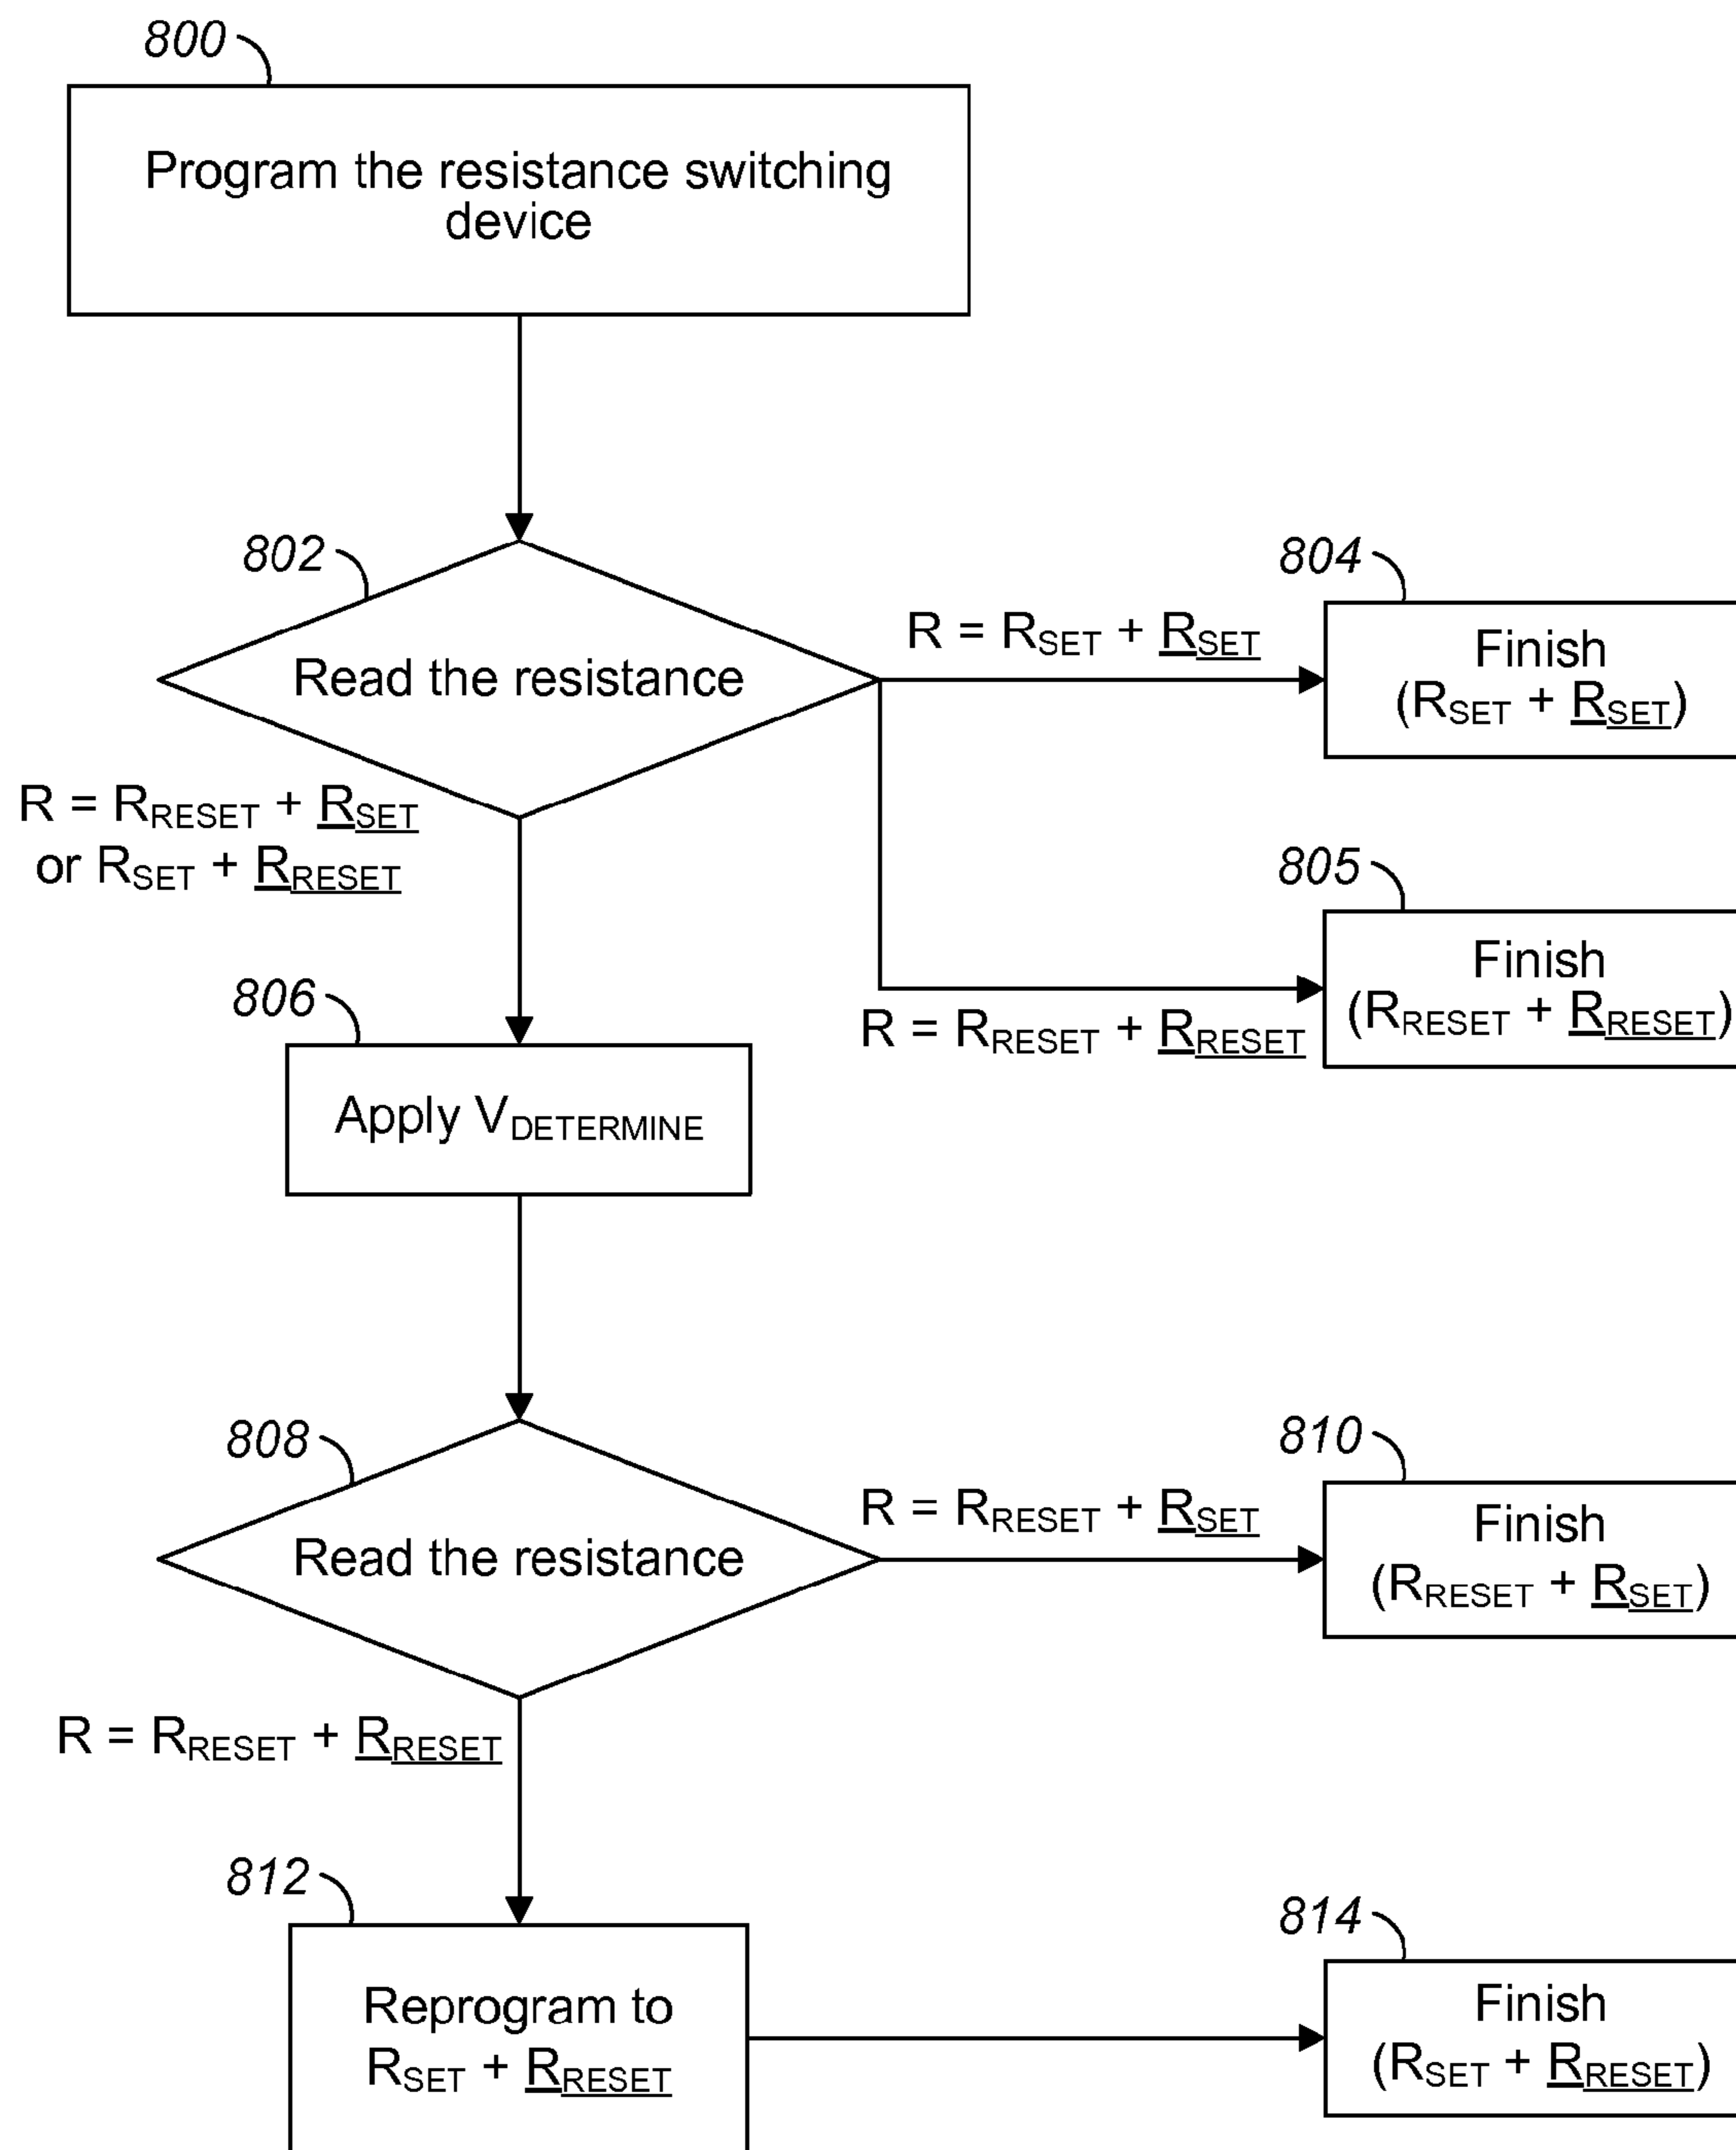 800
Program the resistance switching
device
802
Read the resistance
R = RSET + RSET
804
Finish
(RSET + RSET)
R = RRESET + RSET
or RSET + RRESET
805
Finish
(RRESET + RRESET)
R = RRESET + RRESET
806
Apply VDETERMINE
808
Read the resistance
R = RRESET + RSET
810
Finish
(RRESET + RSET)
R = RRESET + RRESET
812
Reprogram to
RSET + RRESET
814
Finish
(RSET + RRESET)